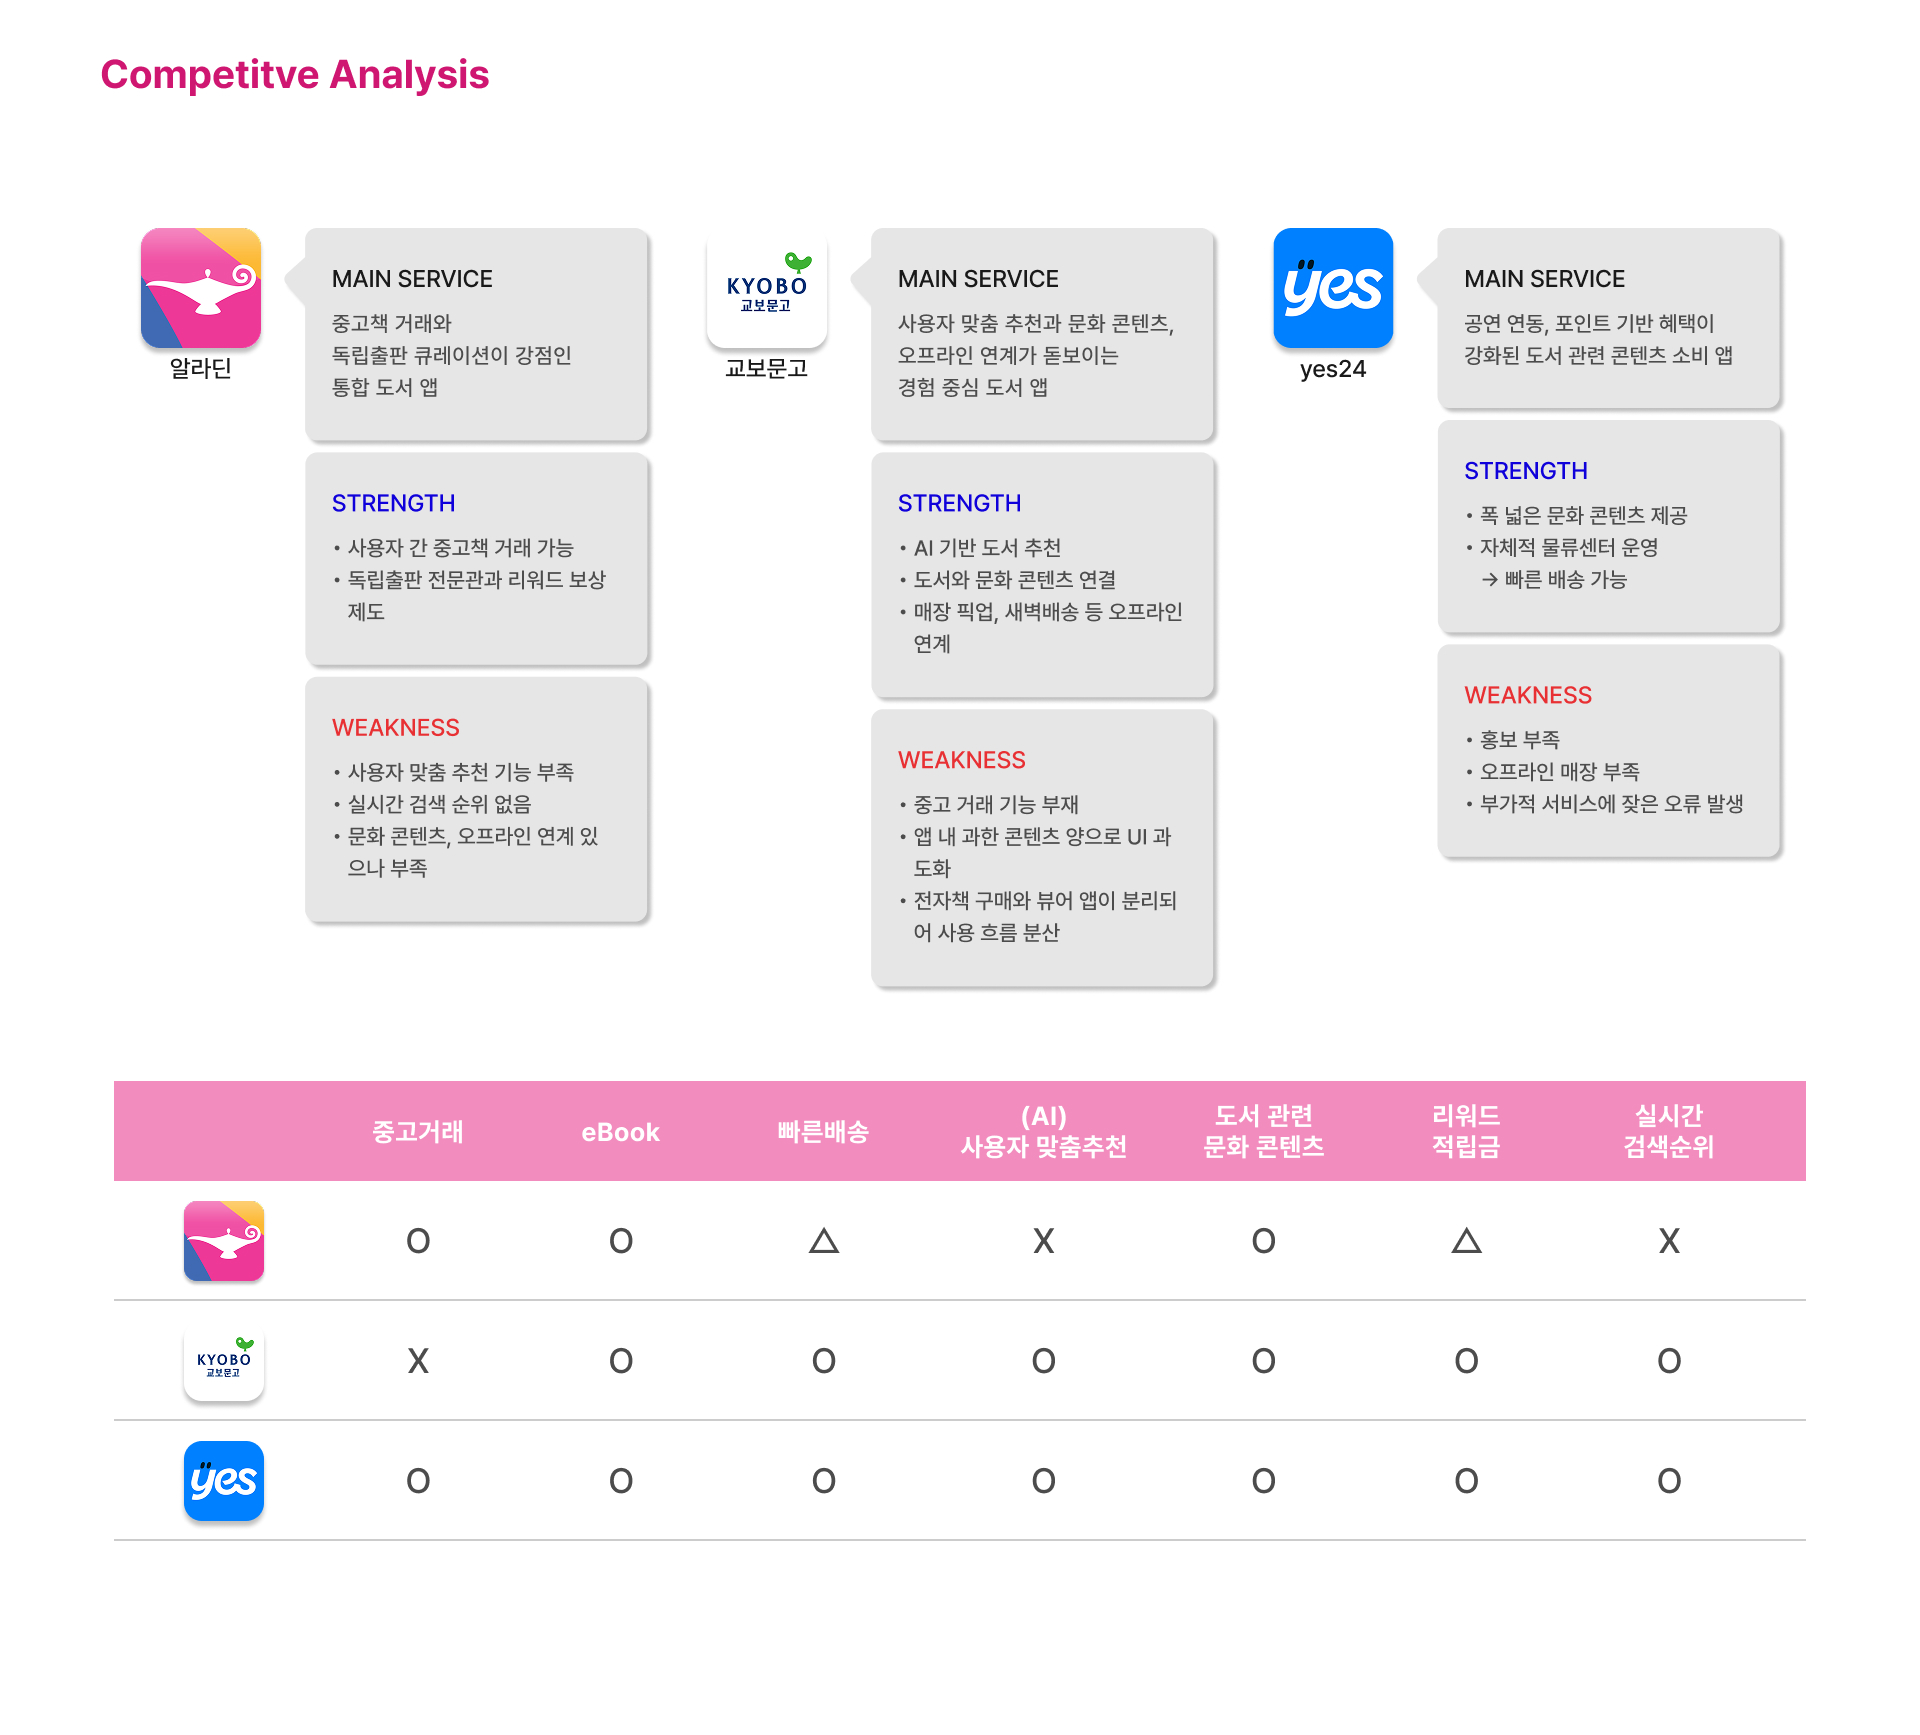 Competitve Analysis
KYOBO
교보문고
yes
알라딘
교보문고
yes24
MAIN SERVICE
중고책 거래와
독립출판 큐레이션이 강점인
통합 도서 앱
STRENGTH
• 사용자 간 중고책 거래 가능
• 독립출판 전문관과 리워드 보상
제도
WEAKNESS
• 사용자 맞춤 추천 기능 부족
• 실시간 검색 순위 없음
• 문화 콘텐츠, 오프라인 연계 있
으나 부족
MAIN SERVICE
사용자 맞춤 추천과 문화 콘텐츠,
오프라인 연계가 돋보이는
경험 중심 도서 앱
STRENGTH
• AI 기반 도서 추천
• 도서와 문화 콘텐츠 연결
• 매장 픽업, 새벽배송 등 오프라인
연계
WEAKNESS
• 중고 거래 기능 부재
• 앱 내 과한 콘텐츠 양으로 UI 과
도화
• 전자책 구매와 뷰어 앱이 분리되
어 사용 흐름 분산
MAIN SERVICE
공연 연동, 포인트 기반 혜택이
강화된 도서 관련 콘텐츠 소비 앱
STRENGTH
• 폭 넓은 문화 콘텐츠 제공
• 자체적 물류센터 운영
→ 빠른 배송 가능
WEAKNESS
• 홍보 부족
• 오프라인 매장 부족
• 부가적 서비스에 잦은 오류 발생
중고거래 eBook 빠른배송 (AI) 도서 관련 리워드 실시간
사용자 맞춤추천 문화 콘텐츠 적립금 검색순위
O O △ X O △ X
KYOBO
교보문고
X O O O O O O
yes
O O O O O O O